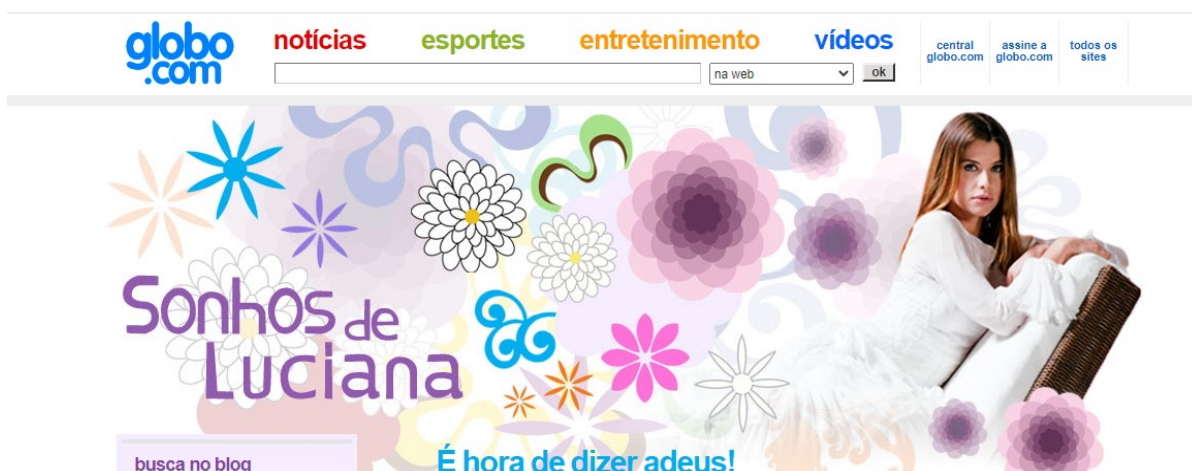 globo
.com
notícias esportes entretenimento vídeos
central
globo.com
assine a
globo.com
todos os
sites
na web ok
Sonhos de
Luciana
busca no blog
É hora de dizer adeus!